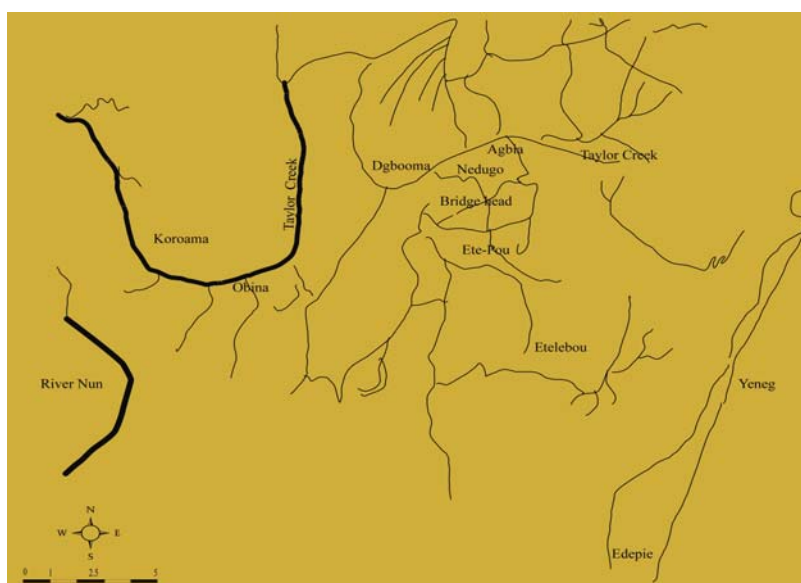 Agbia
Dgbooma
Taylor Creek
Nedugo
Taylor Creek
Bridge head
Koroama
Ete-Pou
Obina
Etelebou
River Nun
Yeneg
N
W E
S
Edepie
0 1 2.5 5